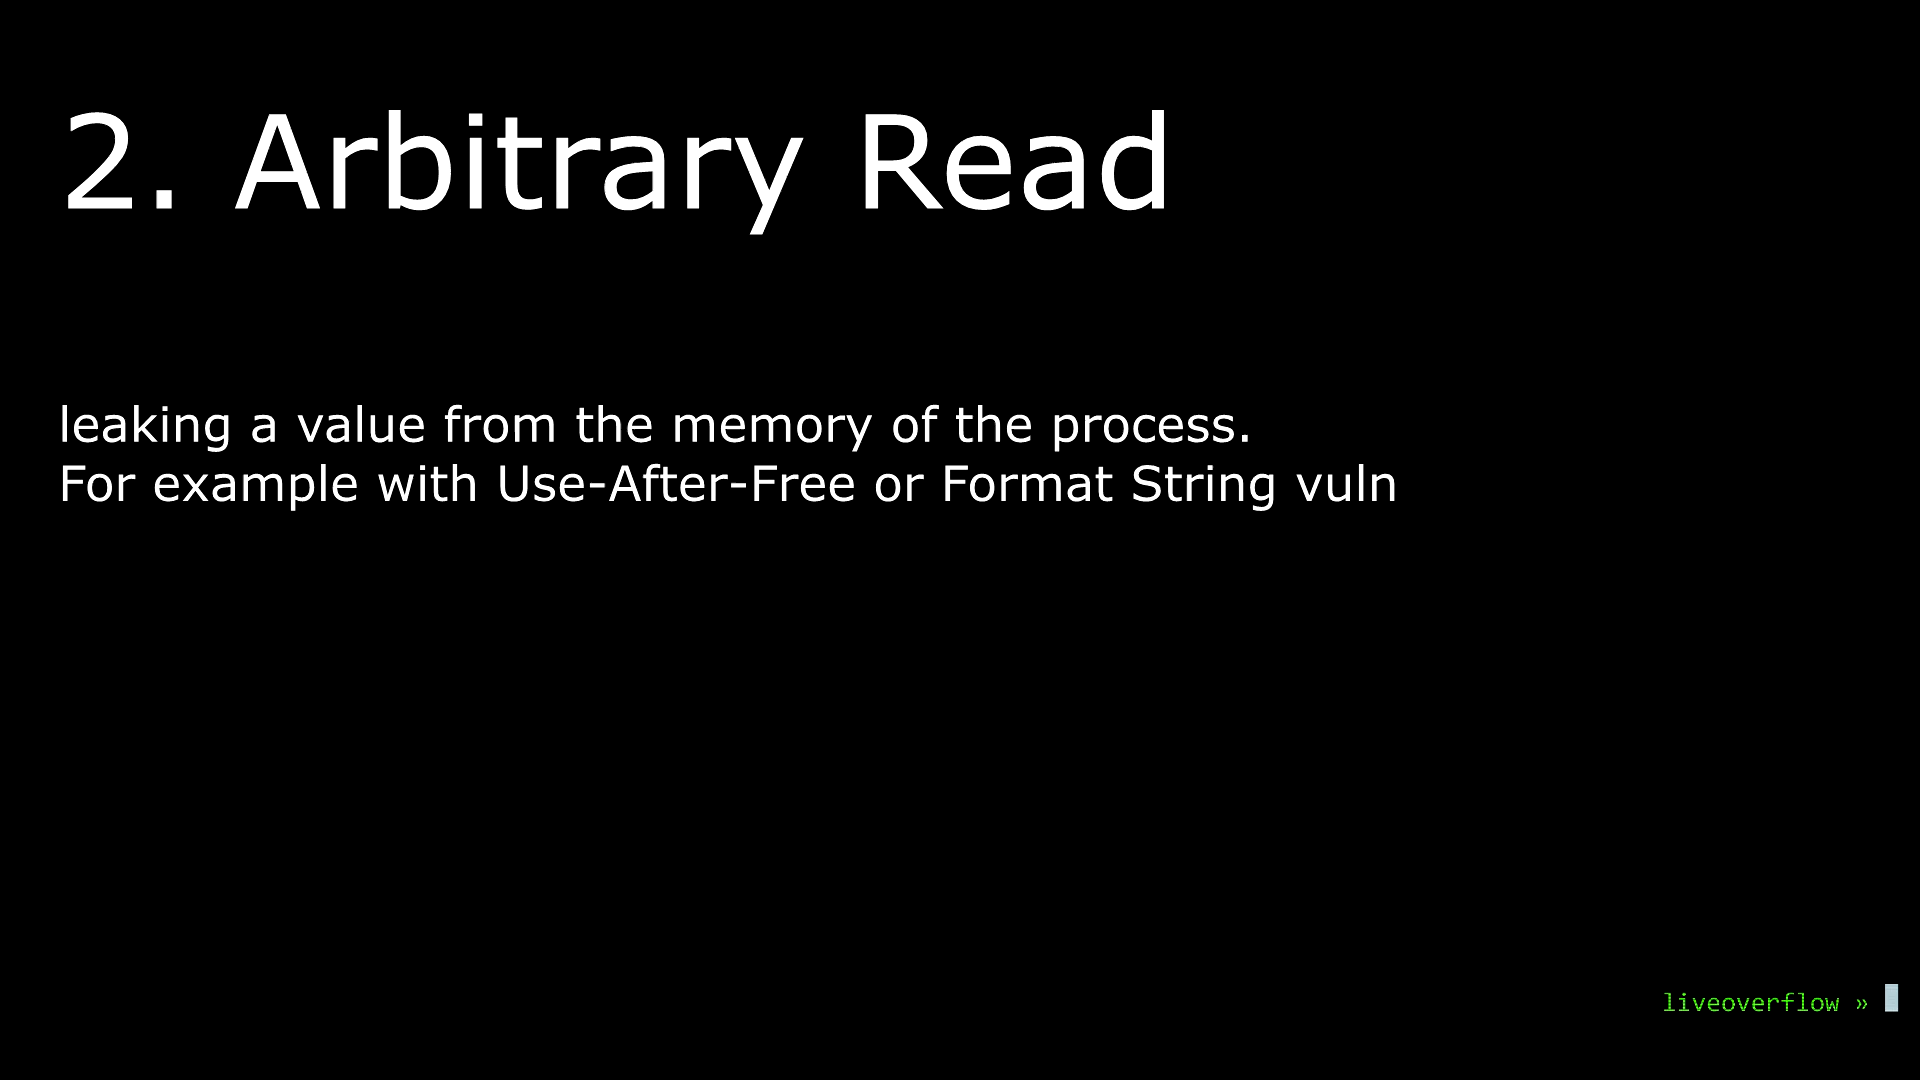 2. Arbitrary Read
leaking a value from the memory of the process.
For example with Use-After-Free or Format String vuln
liveoverflow »